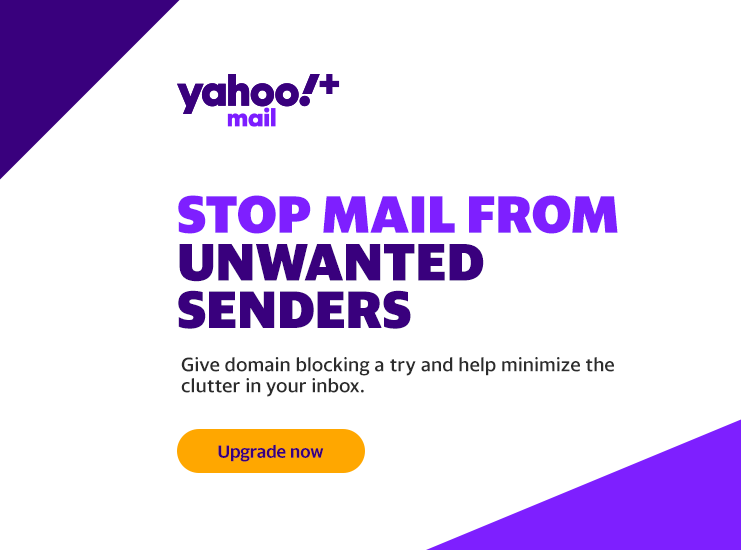 yahoo!+
mail
STOP MAIL FROM
UNWANTED
SENDERS
Give domain blocking a try and help minimize the
clutter in your inbox.
Upgrade now